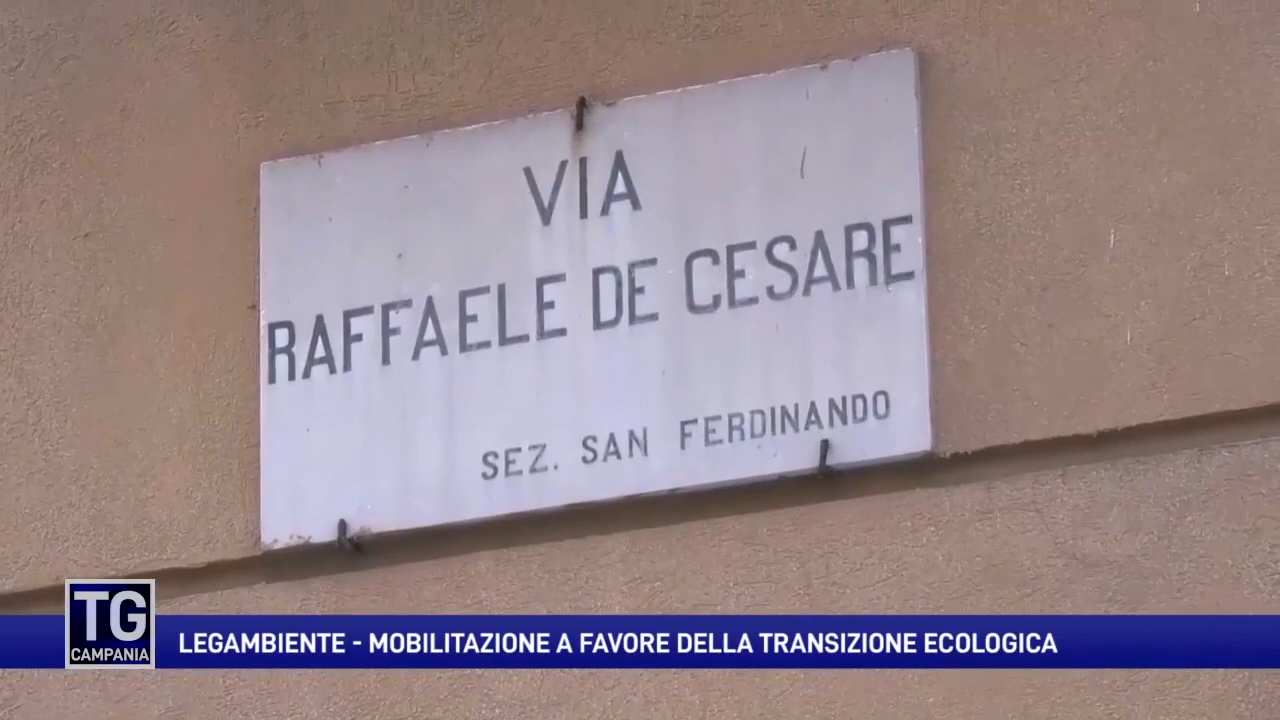 VIA
RAFFAELE DE CESARE
SEZ. SAN FERDINANDO
TG
CAMPANIA
LEGAMBIENTE - MOBILITAZIONE A FAVORE DELLA TRANSIZIONE ECOLOGICA